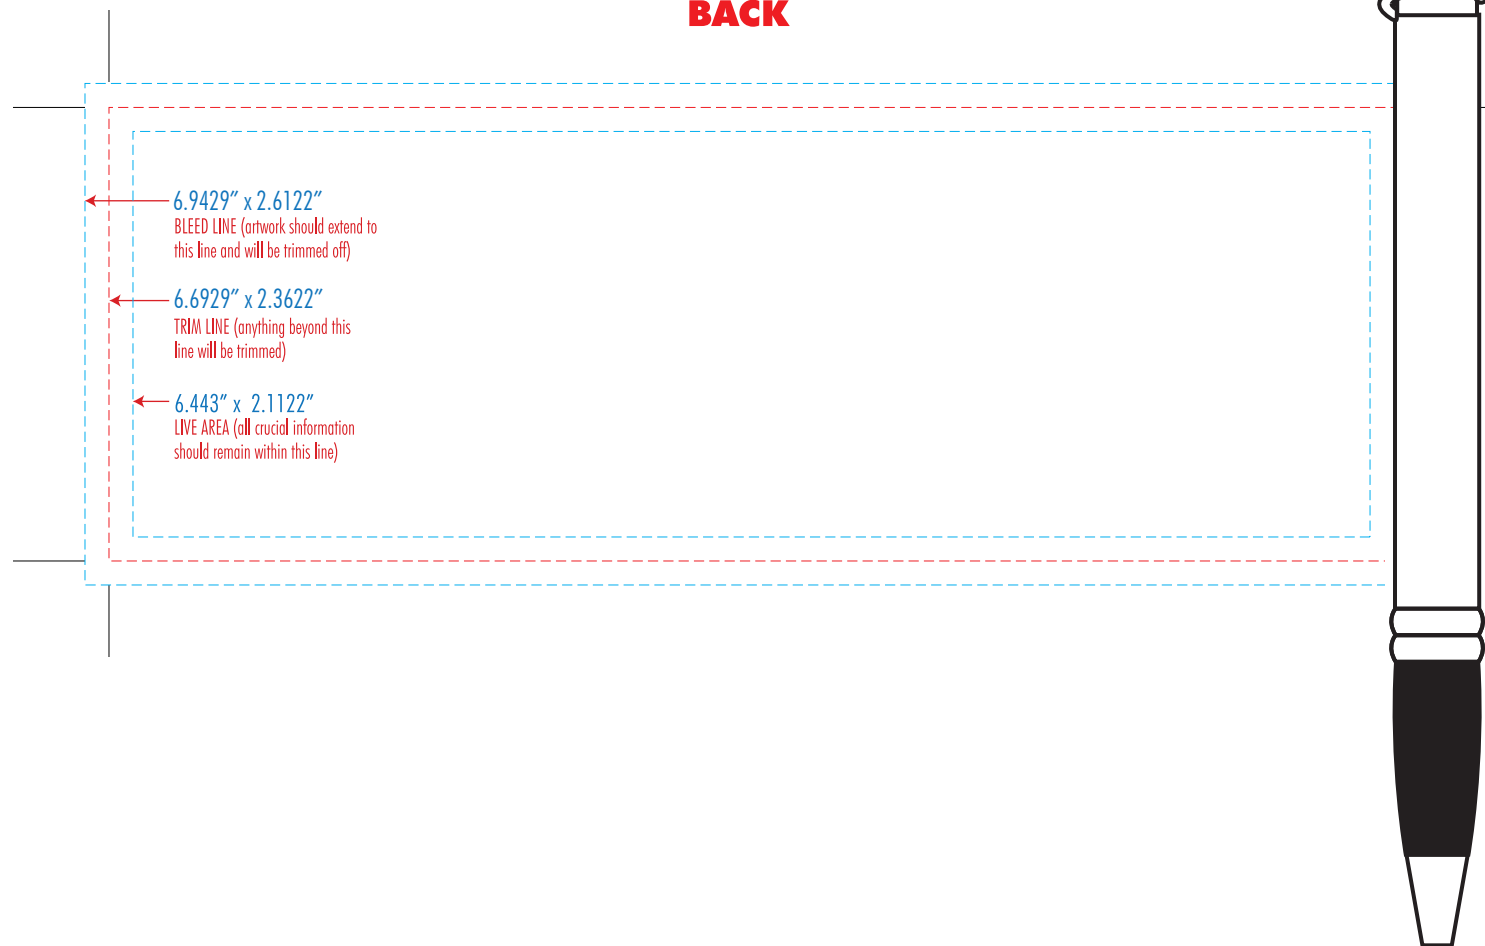 BACK
6.9429" x 2.6122"
BLEED LINE (artwork should extend to
this line and will be trimmed off)
6.6929" x 2.3622"
TRIM LINE (anything beyond this
line will be trimmed)
6.443" x 2.1122"
LIVE AREA (all crucial information
should remain within this line)